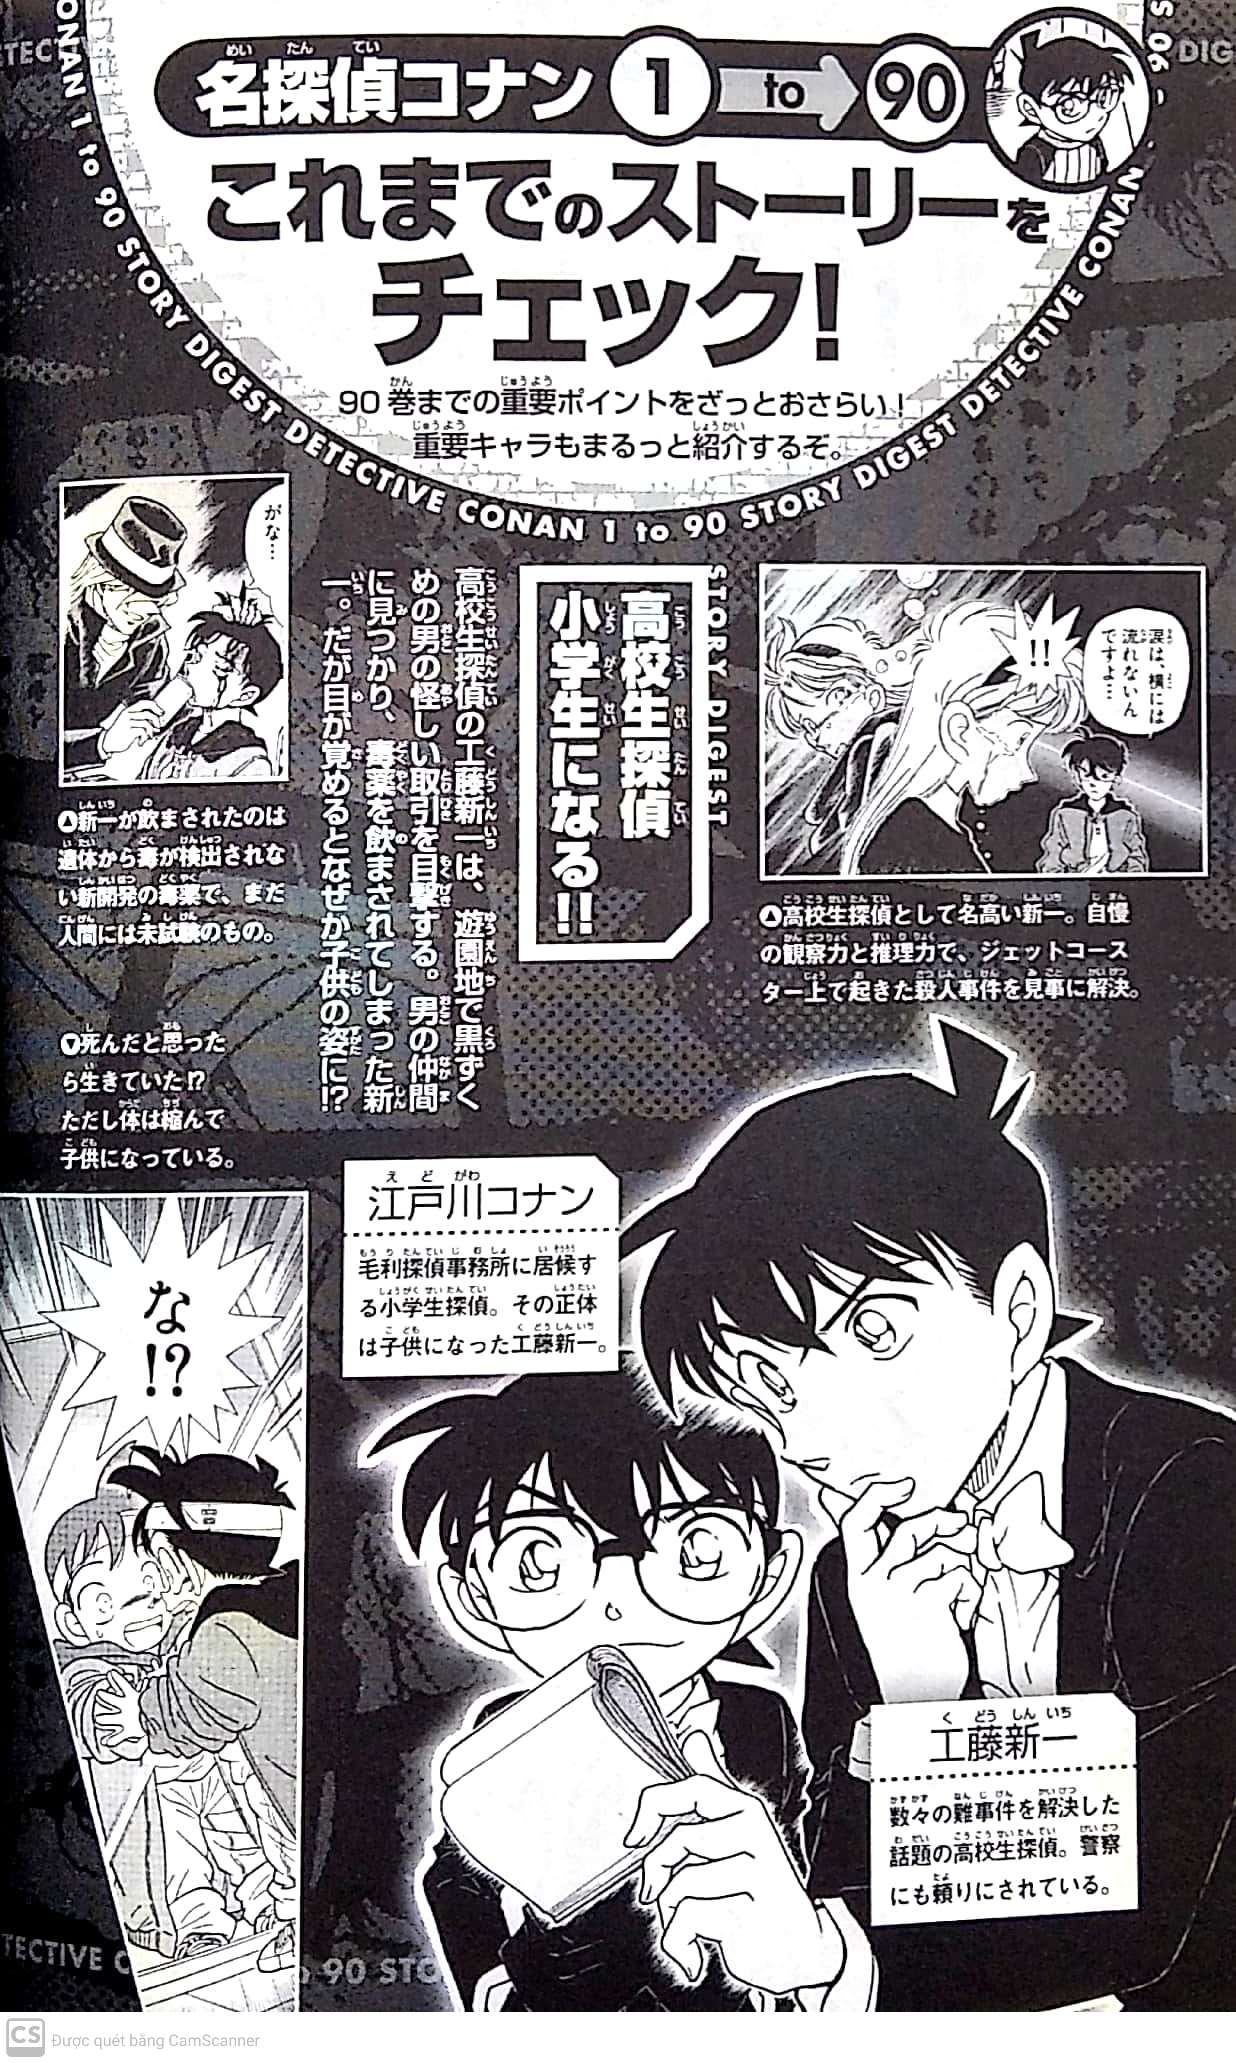 名探偵コナン 1 to 90
これまでのストーリーを
チェック!
90巻までの重要ポイントをざっとおさらい!
重要キャラもまるっと紹介するぞ。
DETECTIVE CONAN 1 to 90 STORY DIGEST DETECTIVE CONAN 1 to 90 STORY DIGEST DETECTIVE CONAN
涙は、横には
流れないん
ですよ…
!!
▲高校生探偵として名高い新一。自慢
の観察力と推理力で、ジェットコース
ター上で起きた殺人事件を見事に解決。
STORY DIGEST
高校生探偵
小学生になる!!
高校生探偵の工藤新一は、遊園地で黒ずく
めの男の怪しい取引を目撃する。男の仲間
に見つかり、毒薬を飲まされてしまった新
一。だが目が覚めるとなぜか子供の姿に!?
がな…
▲新一が飲まされたのは
遺体から毒が検出されな
い新開発の毒薬で、まだ
人間には未試験のもの。
▼死んだと思った
ら生きていた!?
ただし体は縮んで
子供になっている。
な!?
江戸川コナン
毛利探偵事務所に居候す
る小学生探偵。その正体
は子供になった工藤新一。
工藤新一
数々の難事件を解決した
話題の高校生探偵。警察
にも頼りにされている。
CS Được quét bằng CamScanner